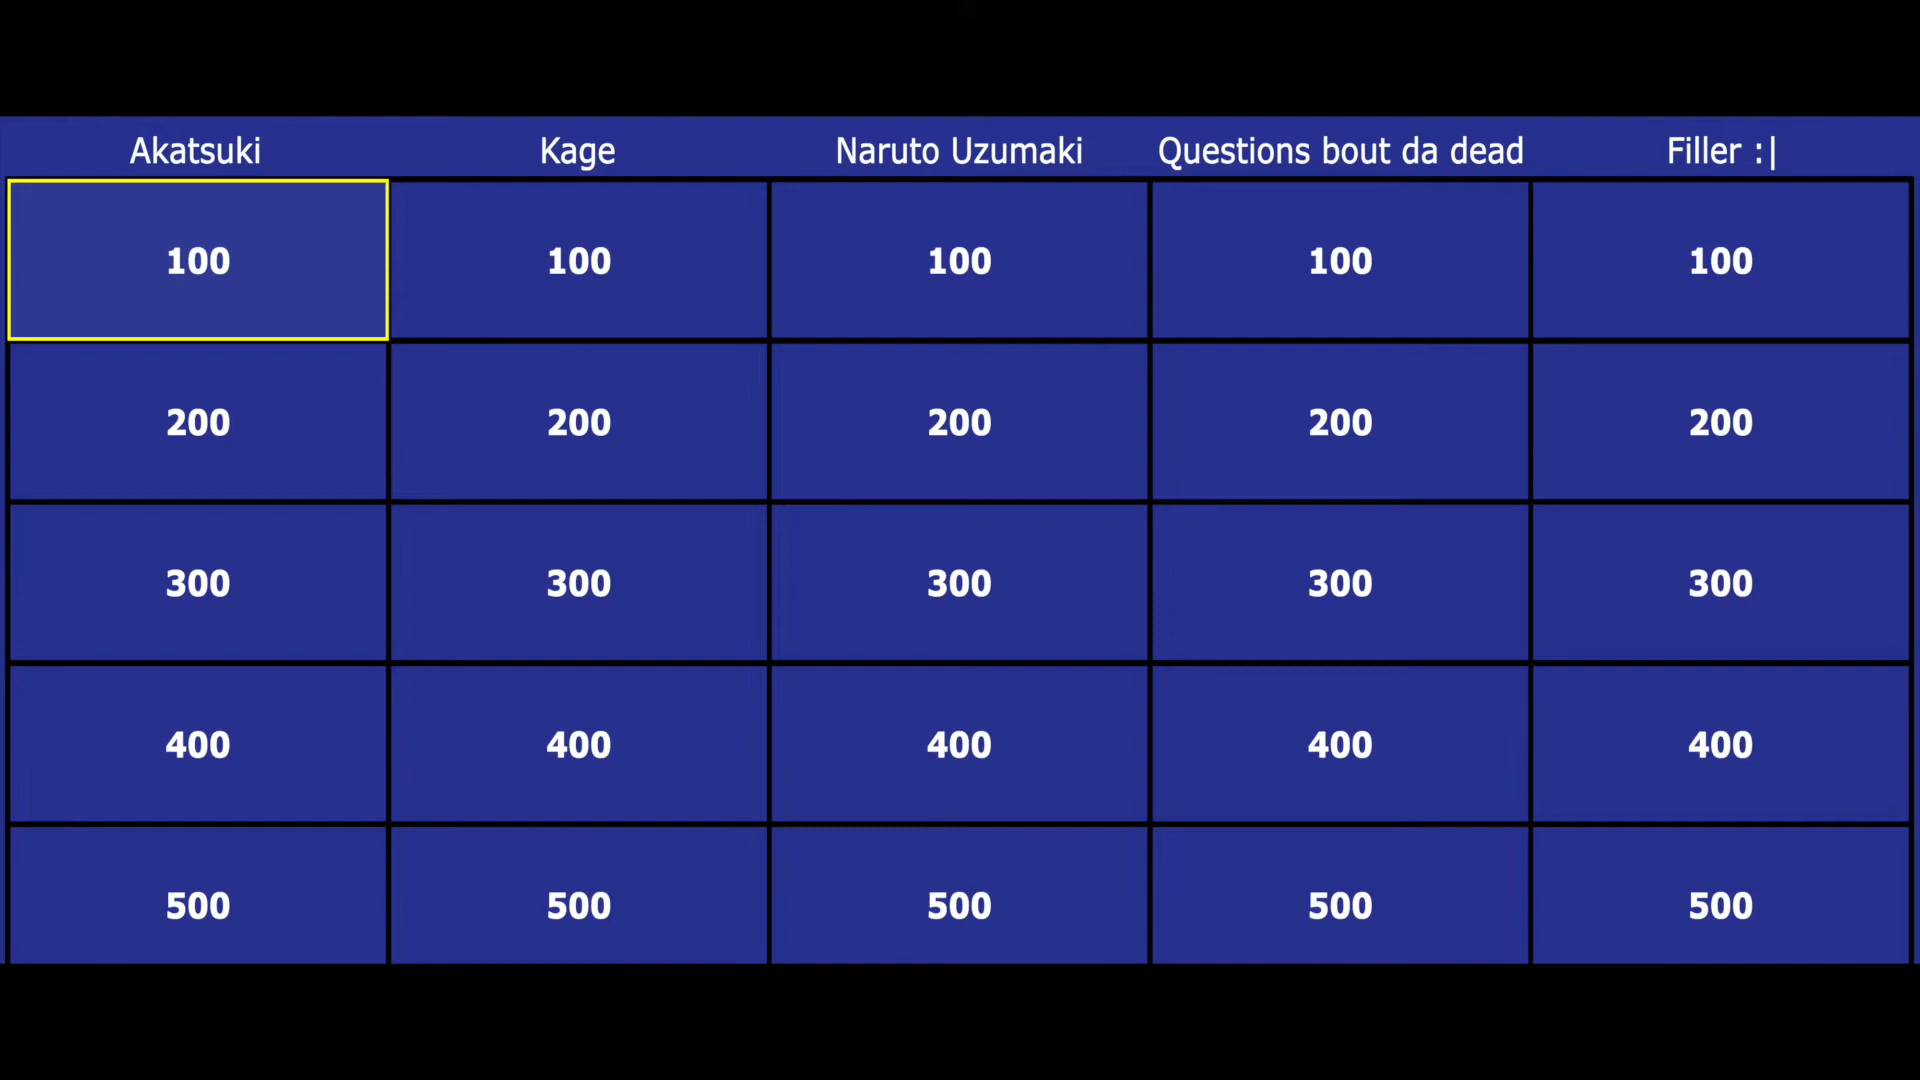 Akatsuki Kage Naruto Uzumaki Questions bout da dead Filler :|
100 100 100 100 100
200 200 200 200 200
300 300 300 300 300
400 400 400 400 400
500 500 500 500 500